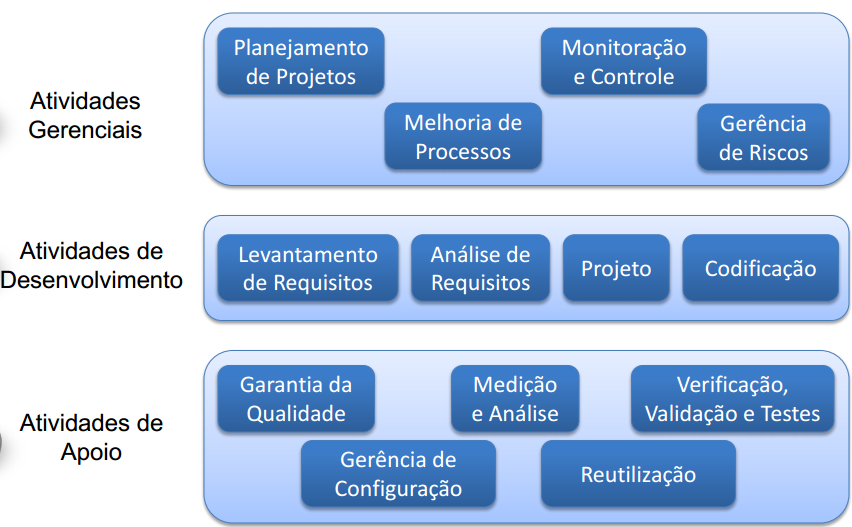 Atividades
Gerenciais
Planejamento
de Projetos
Monitoração
e Controle
Melhoria de
Processos
Gerência
de Riscos
Atividades de
Desenvolvimento
Levantamento
de Requisitos
Análise de
Requisitos
Projeto
Codificação
Atividades de
Apoio
Garantia da
Qualidade
Medição
e Análise
Verificação,
Validação e Testes
Gerência de
Configuração
Reutilização